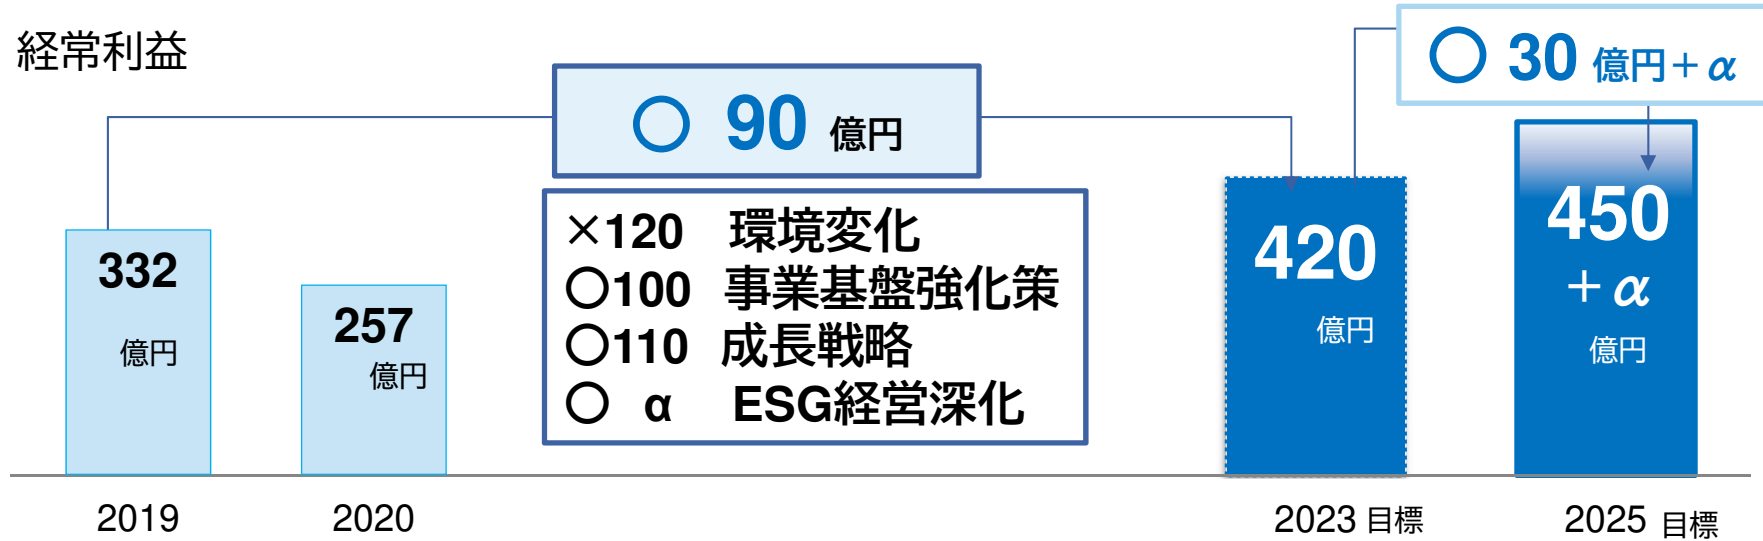 経常利益
〇 30 億円+α
〇 90 億円
×120 環境変化
〇100 事業基盤強化策
〇110 成長戦略
〇 α ESG経営深化
332
億円
257
億円
420
億円
450
+α
億円
2019
2020
2023 目標
2025 目標